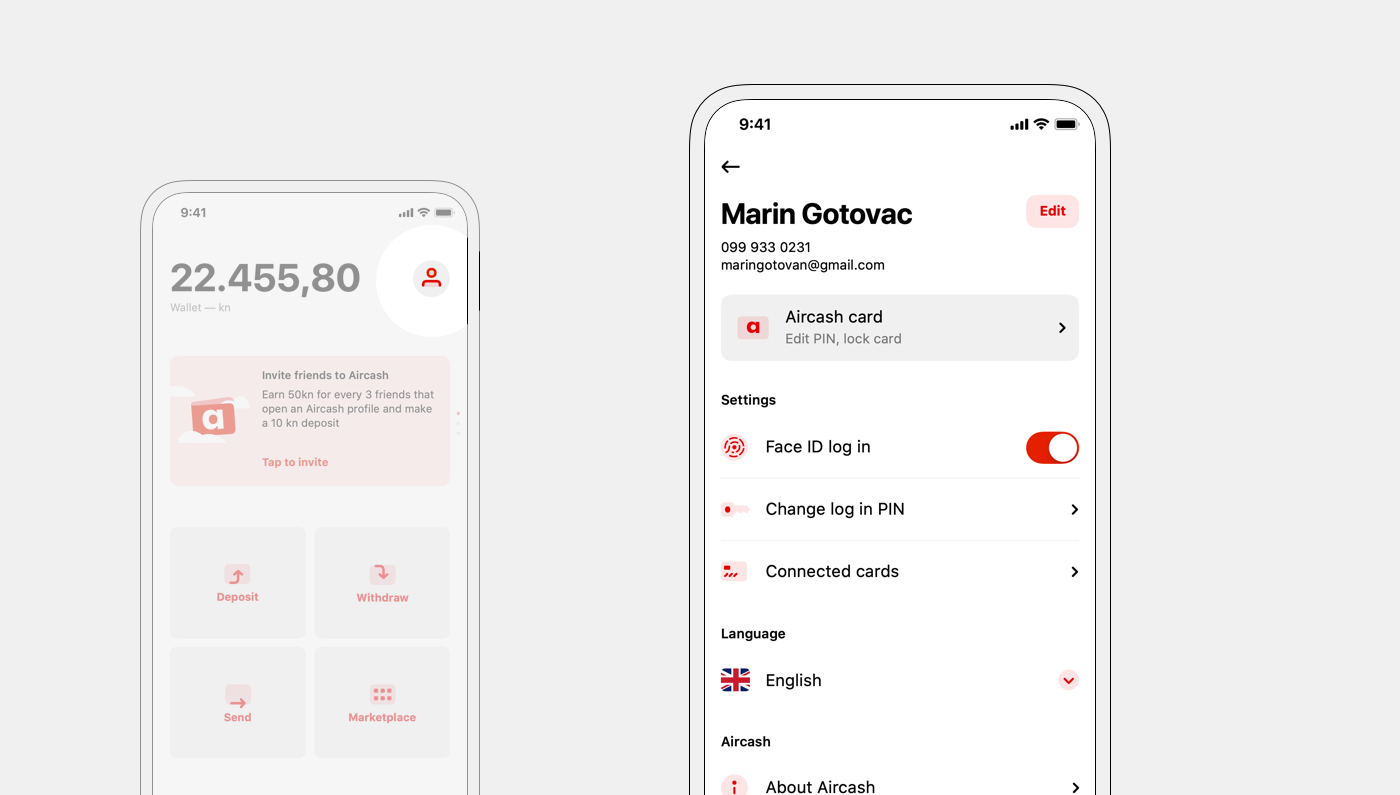 9:41
22.455,80
Wallet — kn
Invite friends to Aircash
Earn 50kn for every 3 friends that
open an Aircash profile and make
a 10 kn deposit
Tap to invite
a
Deposit
Withdraw
Send
Marketplace
9:41
Marin Gotovac
Edit
099 933 0231
maringotovan@gmail.com
a
Aircash card
Edit PIN, lock card
Settings
Face ID log in
Change log in PIN
Connected cards
Language
English
Aircash
About Aircash